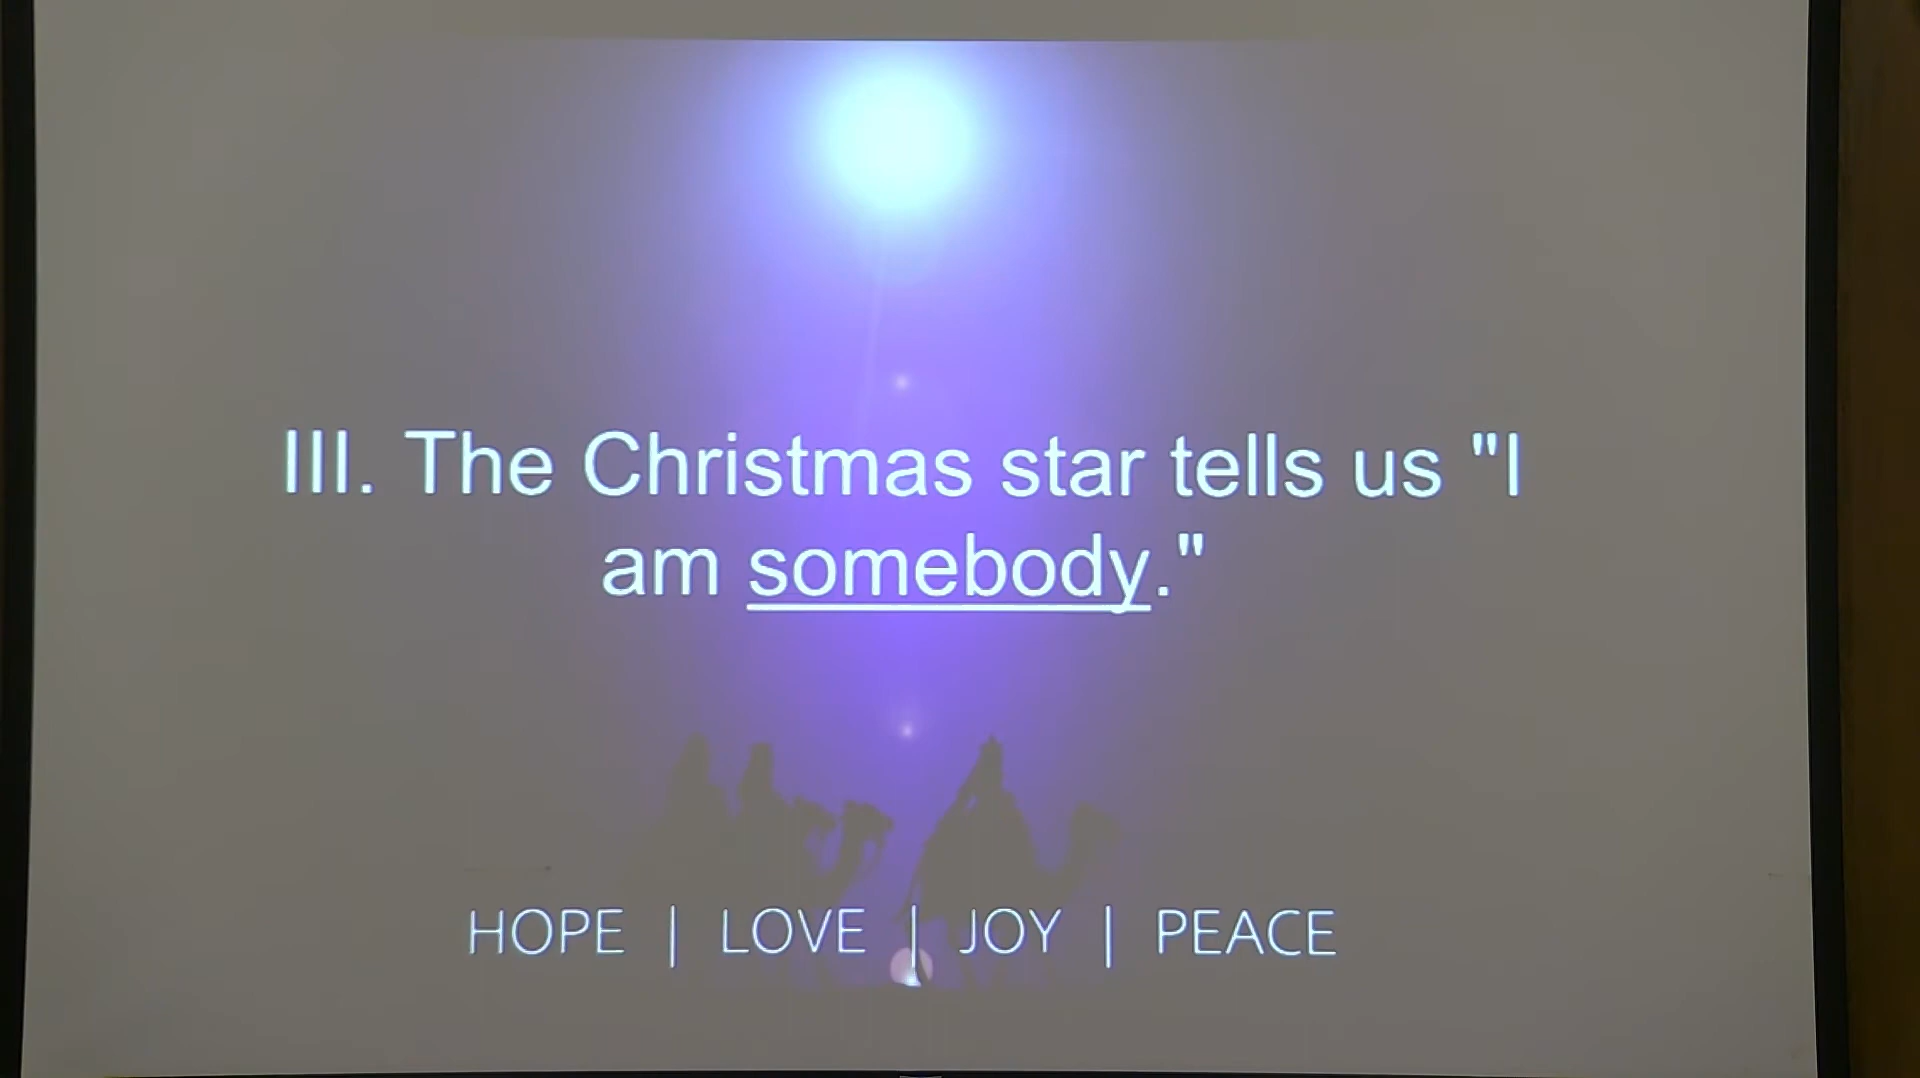 III. The Christmas star tells us "I
am somebody."
HOPE | LOVE | JOY | PEACE